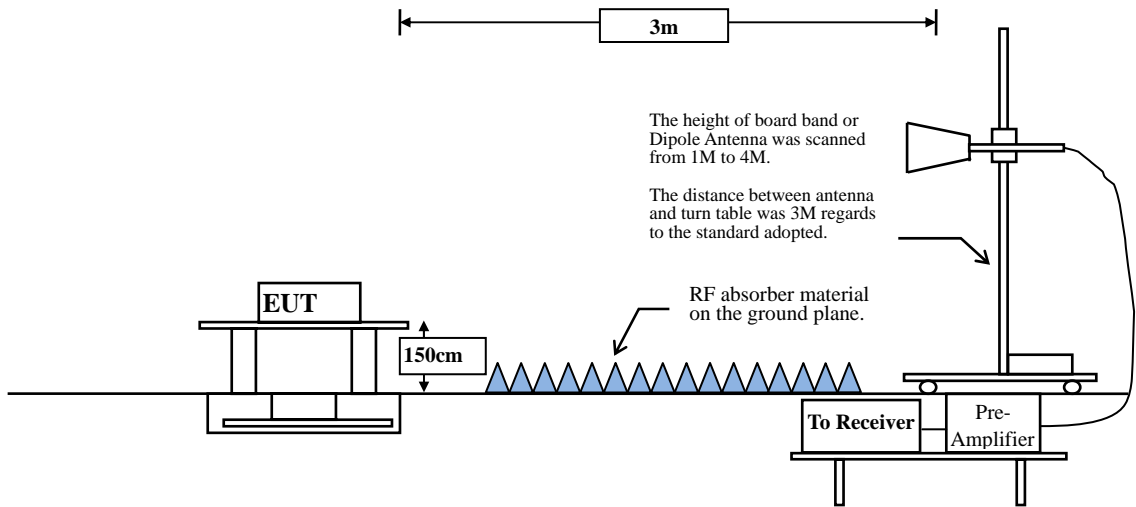 3m
The height of board band or
Dipole Antenna was scanned
from 1M to 4M.
The distance between antenna
and turn table was 3M regards
to the standard adopted.
RF absorber material
on the ground plane.
EUT
150cm
To Receiver
Pre-
Amplifier